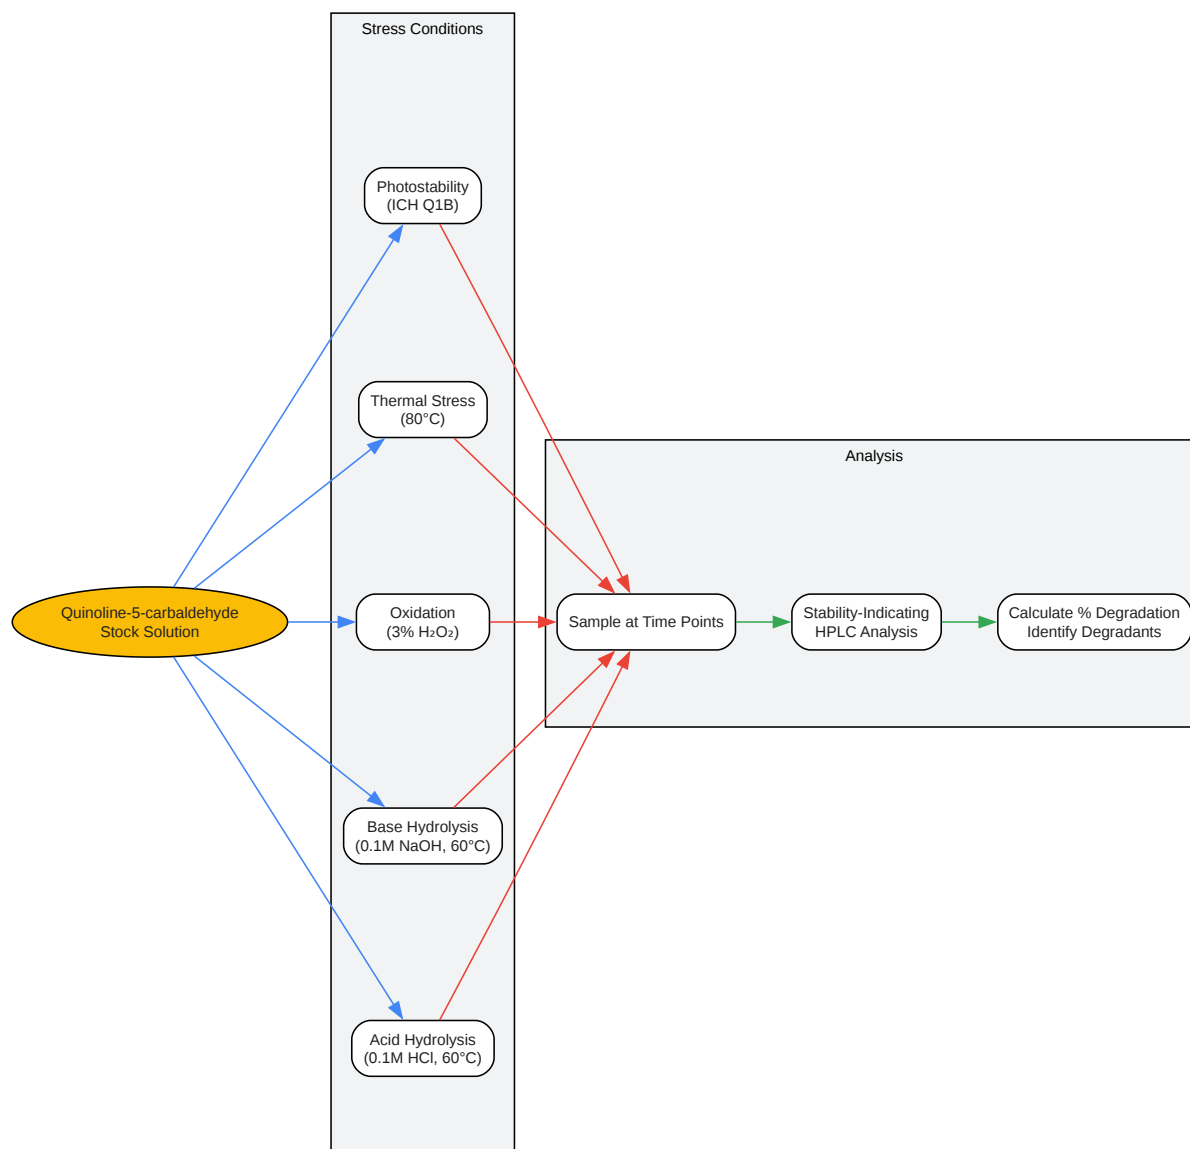 Stress Conditions
Photostability
(ICH Q1B)
Thermal Stress
(80°C)
Analysis
Quinoline-5-carbaldehyde
Stock Solution
Oxidation
(3% H₂O₂)
Sample at Time Points
Stability-Indicating
HPLC Analysis
Calculate % Degradation
Identify Degradants
Base Hydrolysis
(0.1M NaOH, 60°C)
Acid Hydrolysis
(0.1M HCl, 60°C)